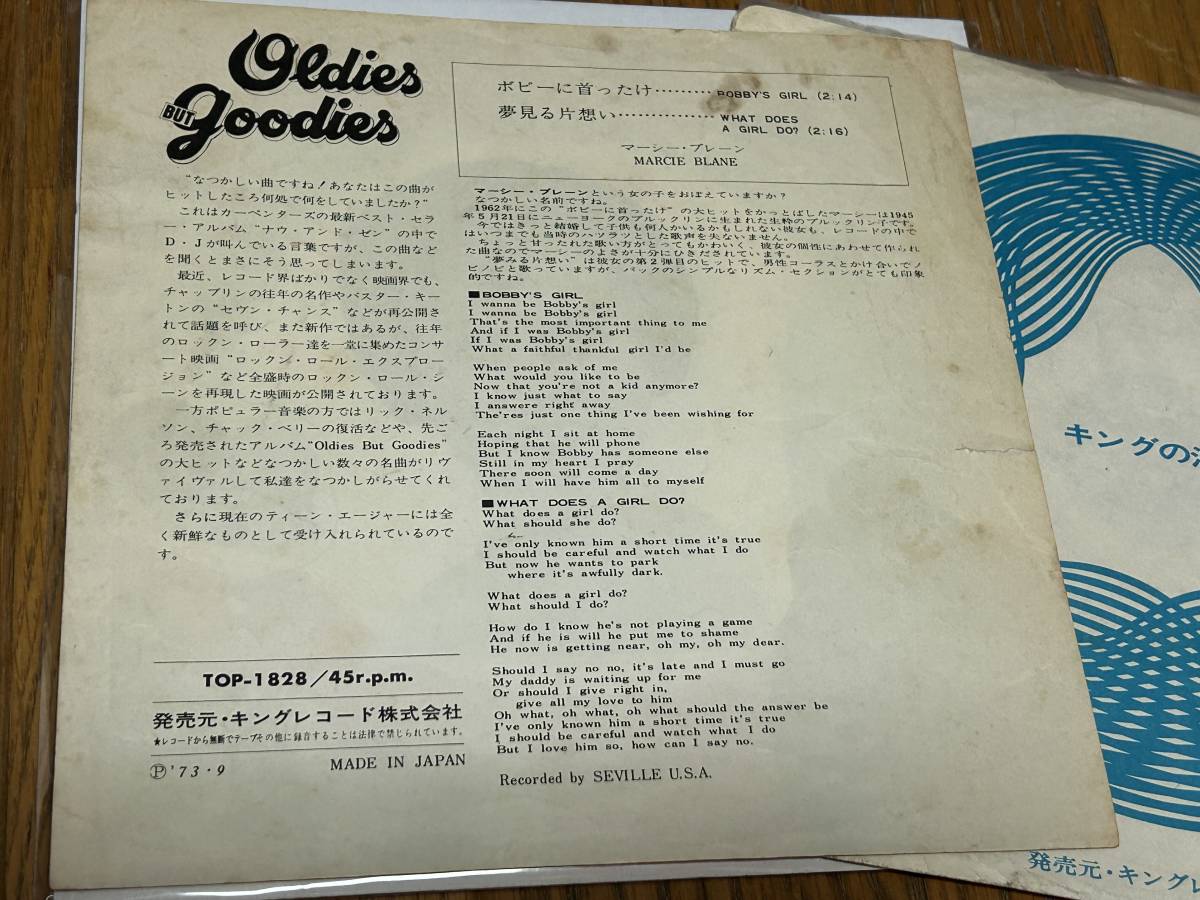 Oldies
BUT
Goodies
ボビーに首ったけ………BOBBY'S GIRL (2:14)
夢見る片想い……………WHAT DOES
A GIRL DO? (2:16)
マーシー・ブレーン
MARCIE BLANE
“なつかしい曲ですね！あなたはこの曲が
ヒットしたころ何処で何をしていましたか？”
これはカーペンターズの最新ベスト・セラ
ー・アルバム“ナウ・アンド・ゼン”の中で
D・Jが叫んでいる言葉ですが、この曲など
を聞くとまさにそう思ってしまいます。
最近、レコード界ばかりでなく映画界でも、
チャップリンの往年の名作やバスター・キー
トンの“セヴン・チャンス”などが再公開さ
れて話題を呼び、また新作ではあるが、往年
のロックン・ローラー達を一堂に集めたコンサ
ート映画“ロックン・ロール・エクスプロー
ジョン”など全盛時のロックン・ロール・シ
ーンを再現した映画が公開されております。
一方ポピュラー音楽の方ではリック・ネル
ソン、チャック・ベリーの復活などや、先ご
ろ発売されたアルバム“Oldies But Goodies”
の大ヒットなどなつかしい数々の名曲がリヴ
ァイヴァルして私達をなつかしがらせてくれ
ております。
さらに現在のティーン・エージャーには全
く新鮮なものとして受け入れられているので
す。
マーシー・ブレーンという女の子をおぼえていますか？
なつかしい名前ですね。
1962年にこの“ボビーに首ったけ”の大ヒットをかっとばしたマーシーは1945
年5月21日にニューヨークのブルックリンに生まれた生粋のブルックリン子です。
今ではきっと結婚して子供も何人かいるかもしれない彼女も、レコードの中で
はいつまでも当時のハツラツとした歌声を失ないません。
ちょっと甘ったれた歌い方がとてもかわいく、彼女の個性にあわせて作られ
た曲なのでマーシーのよさが十分にひきだされています。
“夢みる片想い”は彼女の第2弾目のヒットで、男性コーラスとかけ合いでノ
ビノビと歌っていますが、バックのシンプルなリズム・セクションがとても印象
的ですね。
■BOBBY'S GIRL
I wanna be Bobby's girl
I wanna be Bobby's girl
That's the most important thing to me
And if I was Bobby's girl
If I was Bobby's girl
What a faithful thankful girl I'd be
When people ask of me
What would you like to be
Now that you're not a kid anymore?
I know just what to say
I answere right away
The'res just one thing I've been wishing for
Each night I sit at home
Hoping that he will phone
But I know Bobby has someone else
Still in my heart I pray
There soon will come a day
When I will have him all to myself
■WHAT DOES A GIRL DO?
What does a girl do?
What should she do?
I've only known him a short time it's true
I should be careful and watch what I do
But now he wants to park
where it's awfully dark.
What does a girl do?
What should I do?
How do I know he's not playing a game
And if he is will he put me to shame
He now is getting near, oh my, oh my dear.
Should I say no no, it's late and I must go
My daddy is waiting up for me
Or should I give right in,
give all my love to him
Oh what, oh what, oh what should the answer be
I've only known him a short time it's true
I should be careful and watch what I do
But I love him so, how can I say no.
Recorded by SEVILLE U.S.A.
TOP-1828/45r.p.m.
発売元・キングレコード株式会社
★レコードから無断でテープその他に録音することは法律で禁じられています。
Ⓟ'73・9
MADE IN JAPAN
キングの
発売元・キングレ